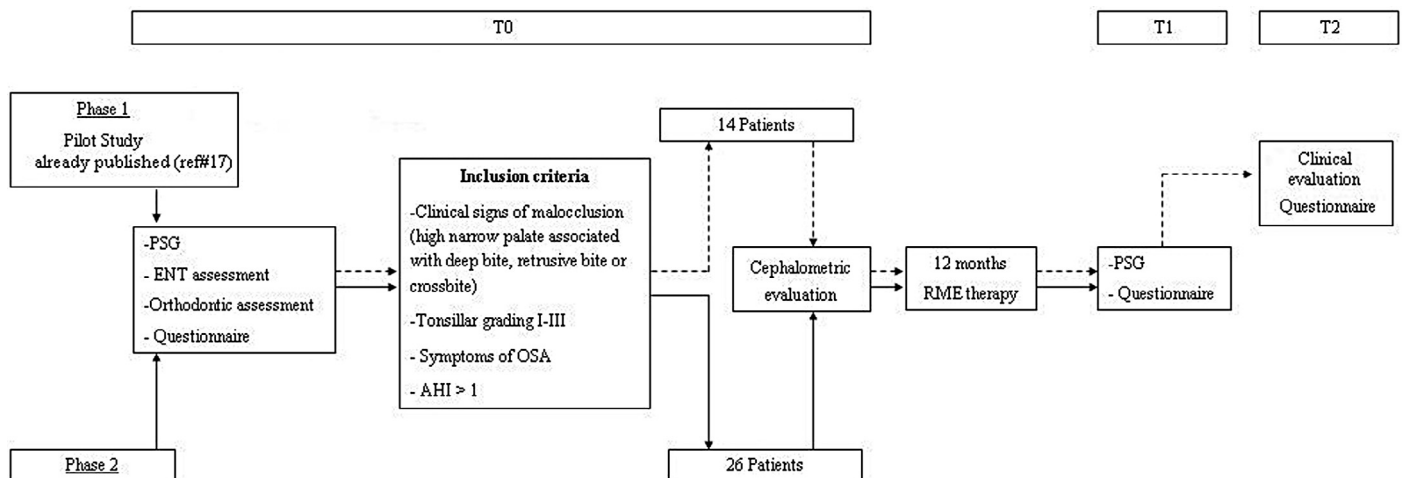 T0
T1
T2
Phase 1
Pilot Study
already published (ref#17)
-PSG
- ENT assessment
-Orthodontic assessment
- Questionnaire
Phase 2
Inclusion criteria
-Clinical signs of malocclusion
(high narrow palate associated
with deep bite, retrusive bite or
crossbite)
-Tonsillar grading I-III
- Symptoms of OSA
- AHI > 1
14 Patients
26 Patients
Cephalometric
evaluation
12 months
RME therapy
-PSG
- Questionnaire
Clinical
evaluation
Questionnaire